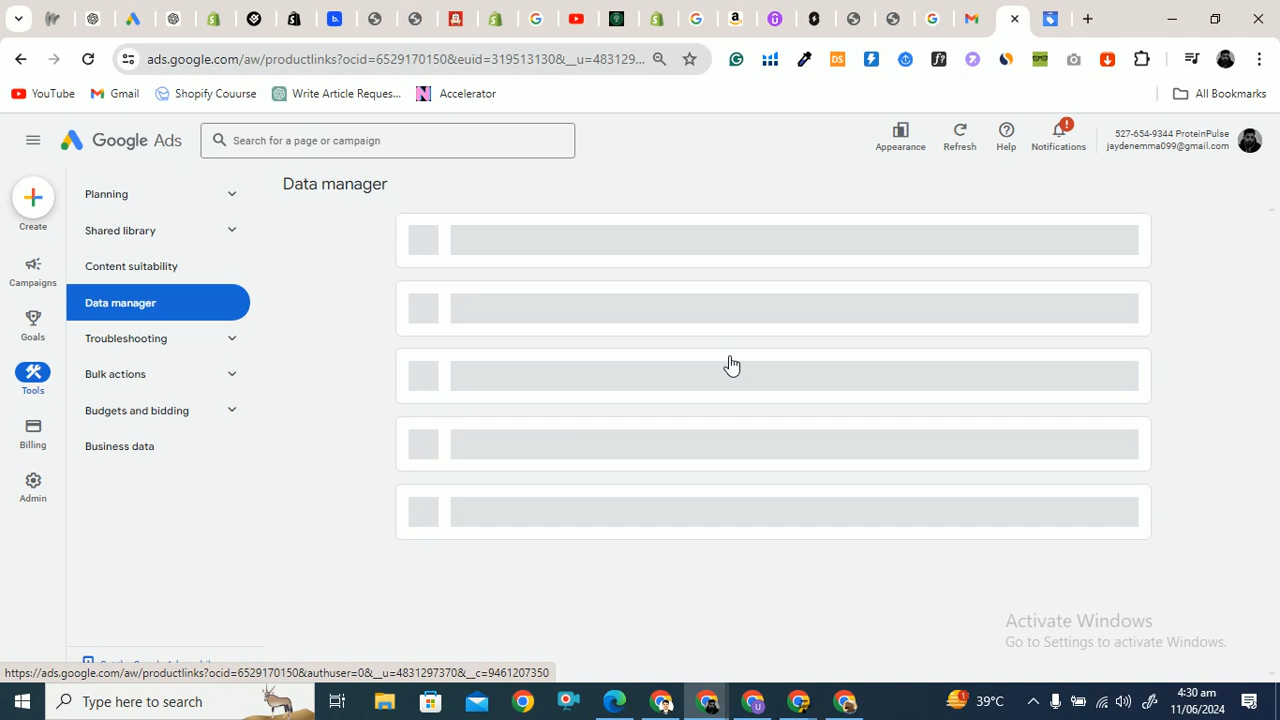 ads.google.com/aw/productlinks?ocid=6529170150&euid=319513130&__u=483129...
YouTube
Gmail
Shopify Couurse
Write Article Reques...
Accelerator
All Bookmarks
Google Ads
Search for a page or campaign
Appearance
Refresh
Help
Notifications
527-654-9344 ProteinPulse
jaydenemma099@gmail.com
Create
Campaigns
Goals
Tools
Billing
Admin
Planning
Shared library
Content suitability
Data manager
Troubleshooting
Bulk actions
Budgets and bidding
Business data
Data manager
Activate Windows
Go to Settings to activate Windows.
https://ads.google.com/aw/productlinks?ocid=6529170150&authuser=0&__u=4831297370&__c=9461207350
Type here to search
39°C
4:30 am
11/06/2024